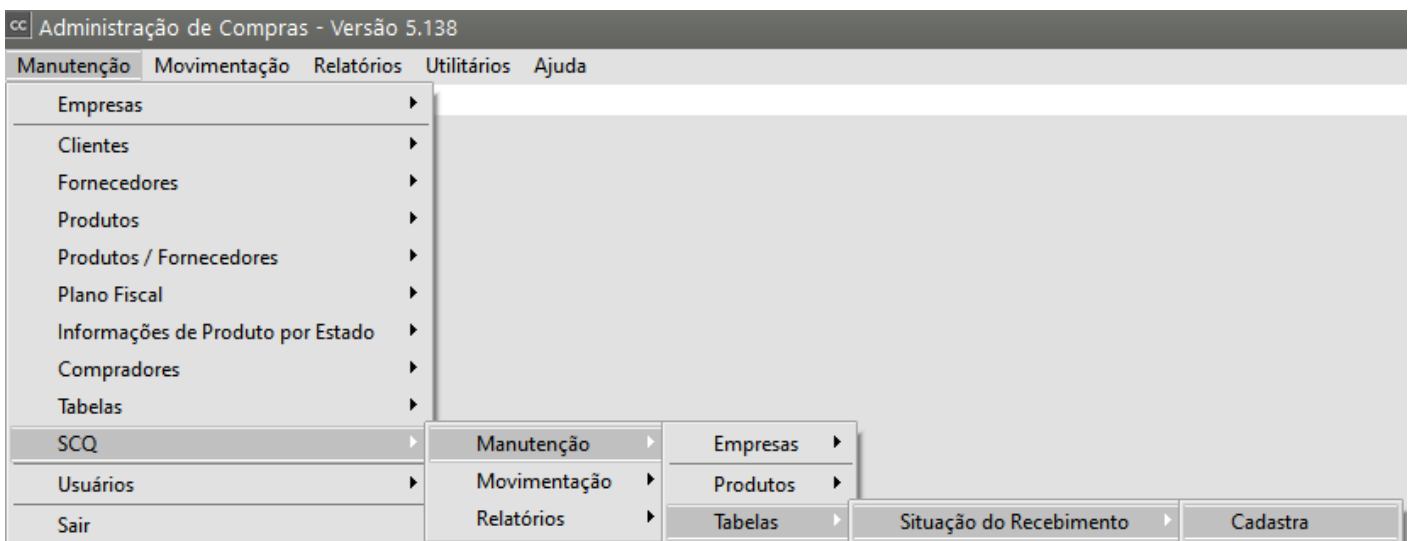 cc Administração de Compras - Versão 5.138
Manutenção Movimentação Relatórios Utilitários Ajuda
Empresas
Clientes
Fornecedores
Produtos
Produtos / Fornecedores
Plano Fiscal
Informações de Produto por Estado
Compradores
Tabelas
SCQ Manutenção Empresas
Usuários Movimentação Produtos
Sair Relatórios Tabelas Situação do Recebimento Cadastra